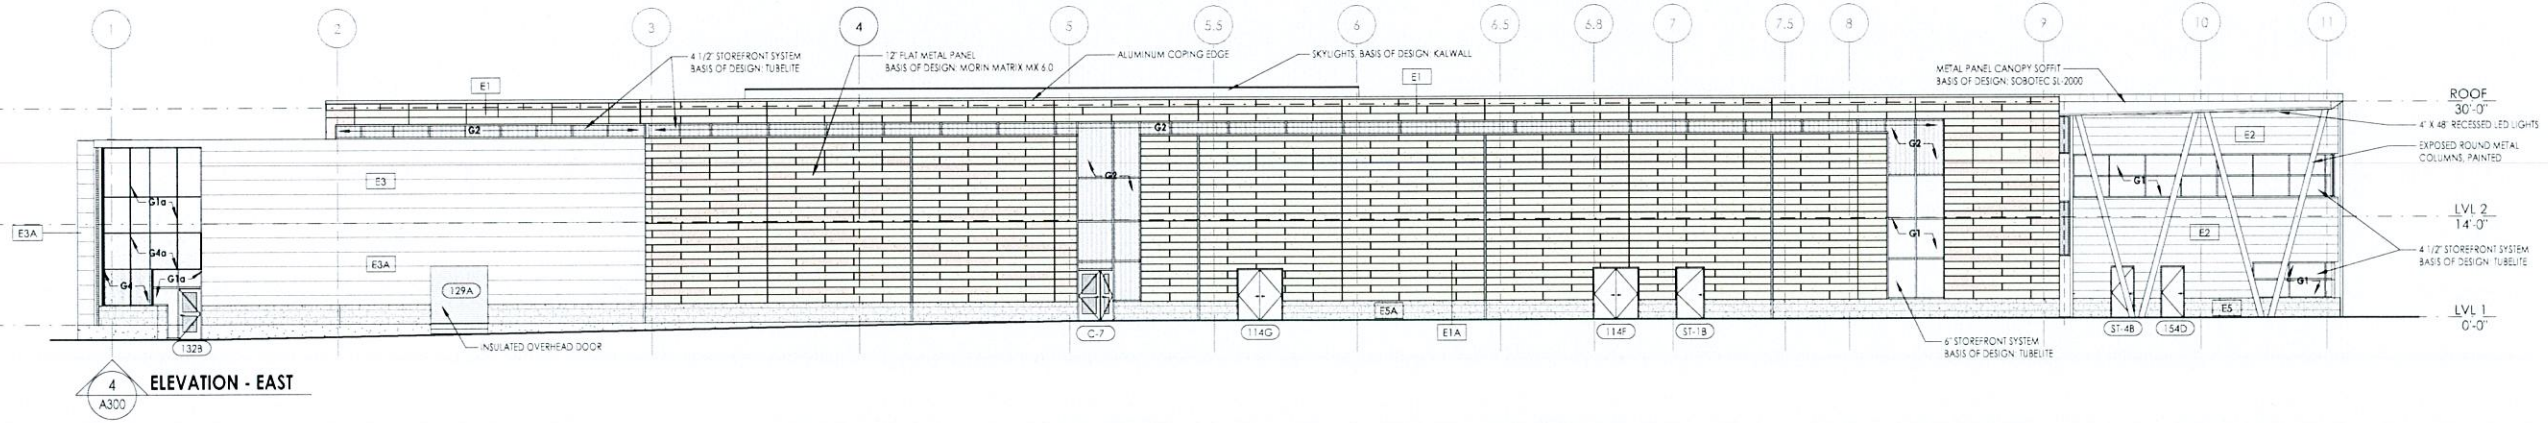 1 2 3 4 5 5.5 6 6.5 6.8 7 7.5 8 9 10 11
4 1/2" STOREFRONT SYSTEM
BASIS OF DESIGN: TUBELITE
12" FLAT METAL PANEL
BASIS OF DESIGN: MORIN MATRIX MX 6.0
ALUMINUM COPING EDGE
SKYLIGHTS: BASIS OF DESIGN: KALWALL
METAL PANEL CANOPY SOFFIT
BASIS OF DESIGN: SOBOTEC SL-2000
E1
E1
ROOF
30'-0"
4" X 48" RECESSED LED LIGHTS
EXPOSED ROUND METAL
COLUMNS, PAINTED
G2
G2
G2
G2
E2
E3
G1
G1a
LVL 2
14'-0"
E3A
G1
E2
G4a
E3A
4 1/2" STOREFRONT SYSTEM
BASIS OF DESIGN: TUBELITE
G1a
G4
129A
G1
E5A
E5
LVL 1
0'-0"
132B
INSULATED OVERHEAD DOOR
C-7
114G
E1A
114F
ST-1B
ST-4B
154D
6" STOREFRONT SYSTEM
BASIS OF DESIGN: TUBELITE
4
A300
ELEVATION - EAST